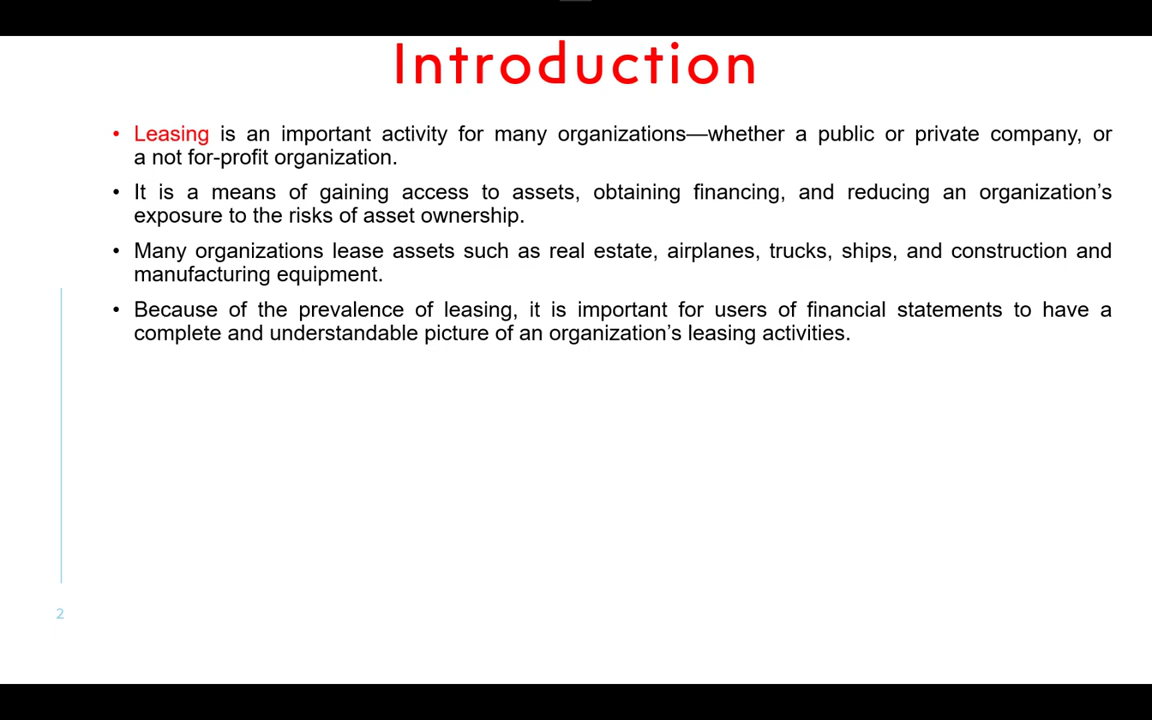 Introduction
• Leasing is an important activity for many organizations—whether a public or private company, or
a not for-profit organization.
• It is a means of gaining access to assets, obtaining financing, and reducing an organization’s
exposure to the risks of asset ownership.
• Many organizations lease assets such as real estate, airplanes, trucks, ships, and construction and
manufacturing equipment.
• Because of the prevalence of leasing, it is important for users of financial statements to have a
complete and understandable picture of an organization’s leasing activities.
2